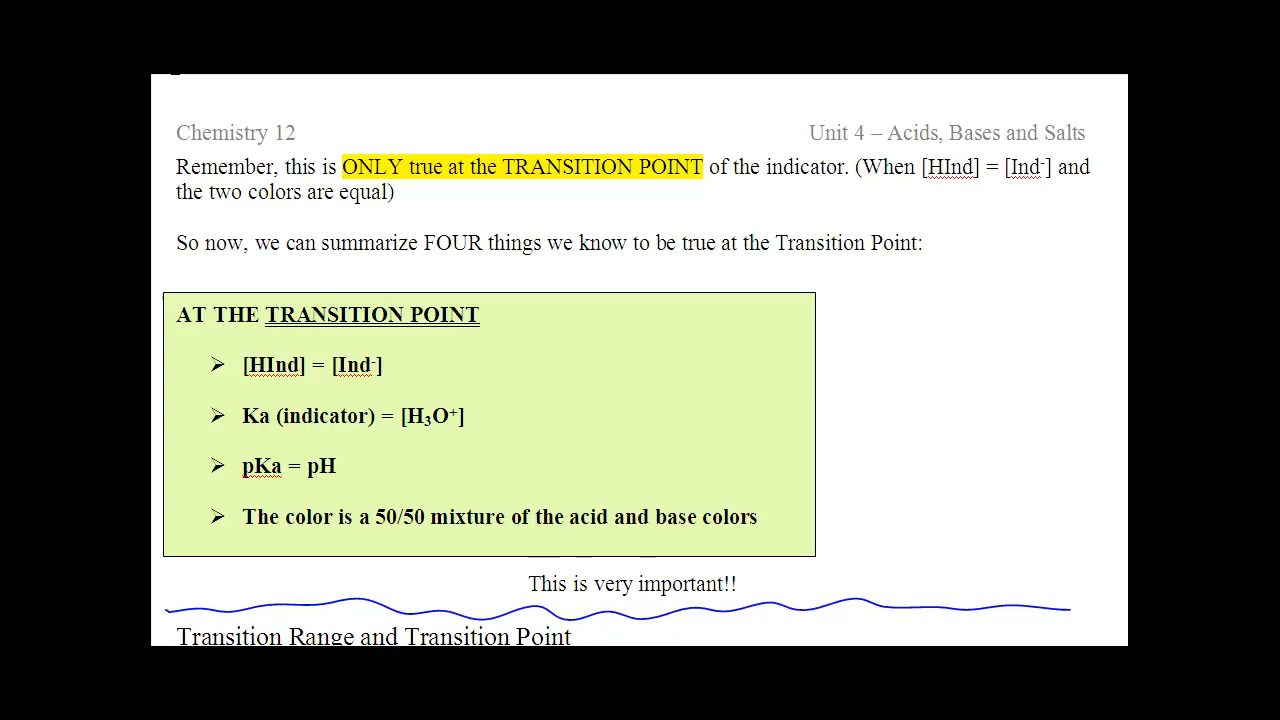 Chemistry 12 Unit 4 – Acids, Bases and Salts
Remember, this is ONLY true at the TRANSITION POINT of the indicator. (When [HInd] = [Ind⁻] and
the two colors are equal)
So now, we can summarize FOUR things we know to be true at the Transition Point:
AT THE TRANSITION POINT
➢ [HInd] = [Ind⁻]
➢ Ka (indicator) = [H₃O⁺]
➢ pKa = pH
➢ The color is a 50/50 mixture of the acid and base colors
This is very important!!
Transition Range and Transition Point